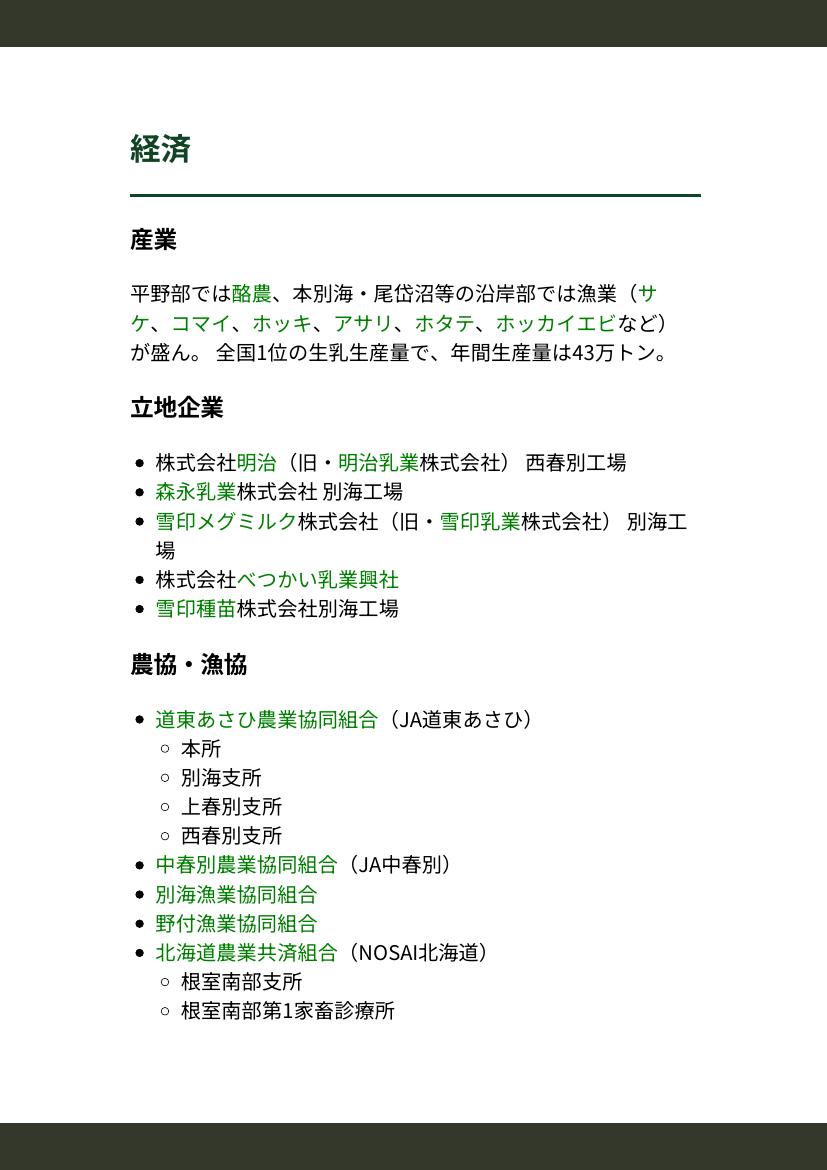 経済
産業
平野部では酪農、本別海・尾岱沼等の沿岸部では漁業（サ
ケ、コマイ、ホッキ、アサリ、ホタテ、ホッカイエビなど）
が盛ん。 全国1位の生乳生産量で、年間生産量は43万トン。
立地企業
• 株式会社明治（旧・明治乳業株式会社） 西春別工場
• 森永乳業株式会社 別海工場
• 雪印メグミルク株式会社（旧・雪印乳業株式会社） 別海工
場
• 株式会社べつかい乳業興社
• 雪印種苗株式会社別海工場
農協・漁協
• 道東あさひ農業協同組合（JA道東あさひ）
○ 本所
○ 別海支所
○ 上春別支所
○ 西春別支所
• 中春別農業協同組合（JA中春別）
• 別海漁業協同組合
• 野付漁業協同組合
• 北海道農業共済組合（NOSAI北海道）
○ 根室南部支所
○ 根室南部第1家畜診療所